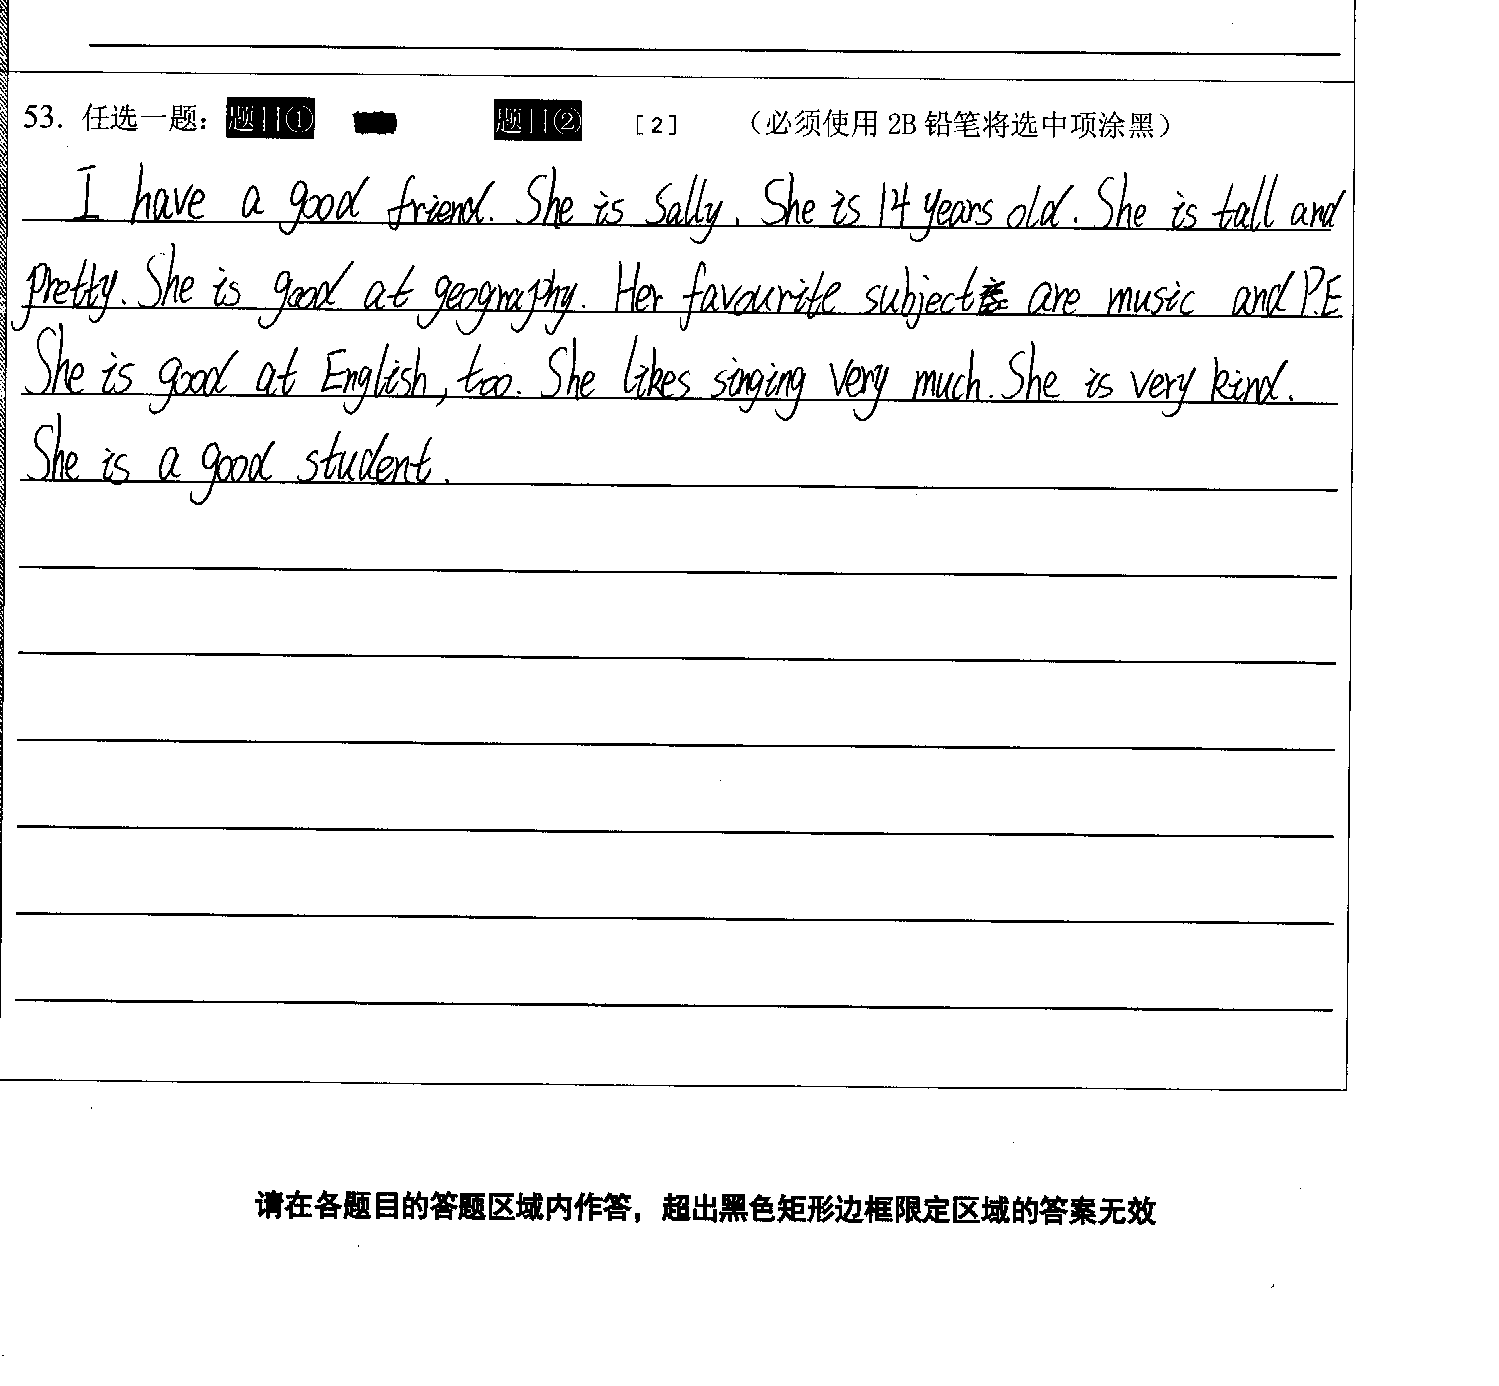 53. 任选一题： 题目① 题目② [2] （必须使用 2B 铅笔将选中项涂黑）
I have a good friend. She is Sally. She is 14 years old. She is tall and
pretty. She is good at geography. Her favourite subject are music and P.E
She is good at English, too. She likes singing very much. She is very kind.
She is a good student.
请在各题目的答题区域内作答，超出黑色矩形边框限定区域的答案无效